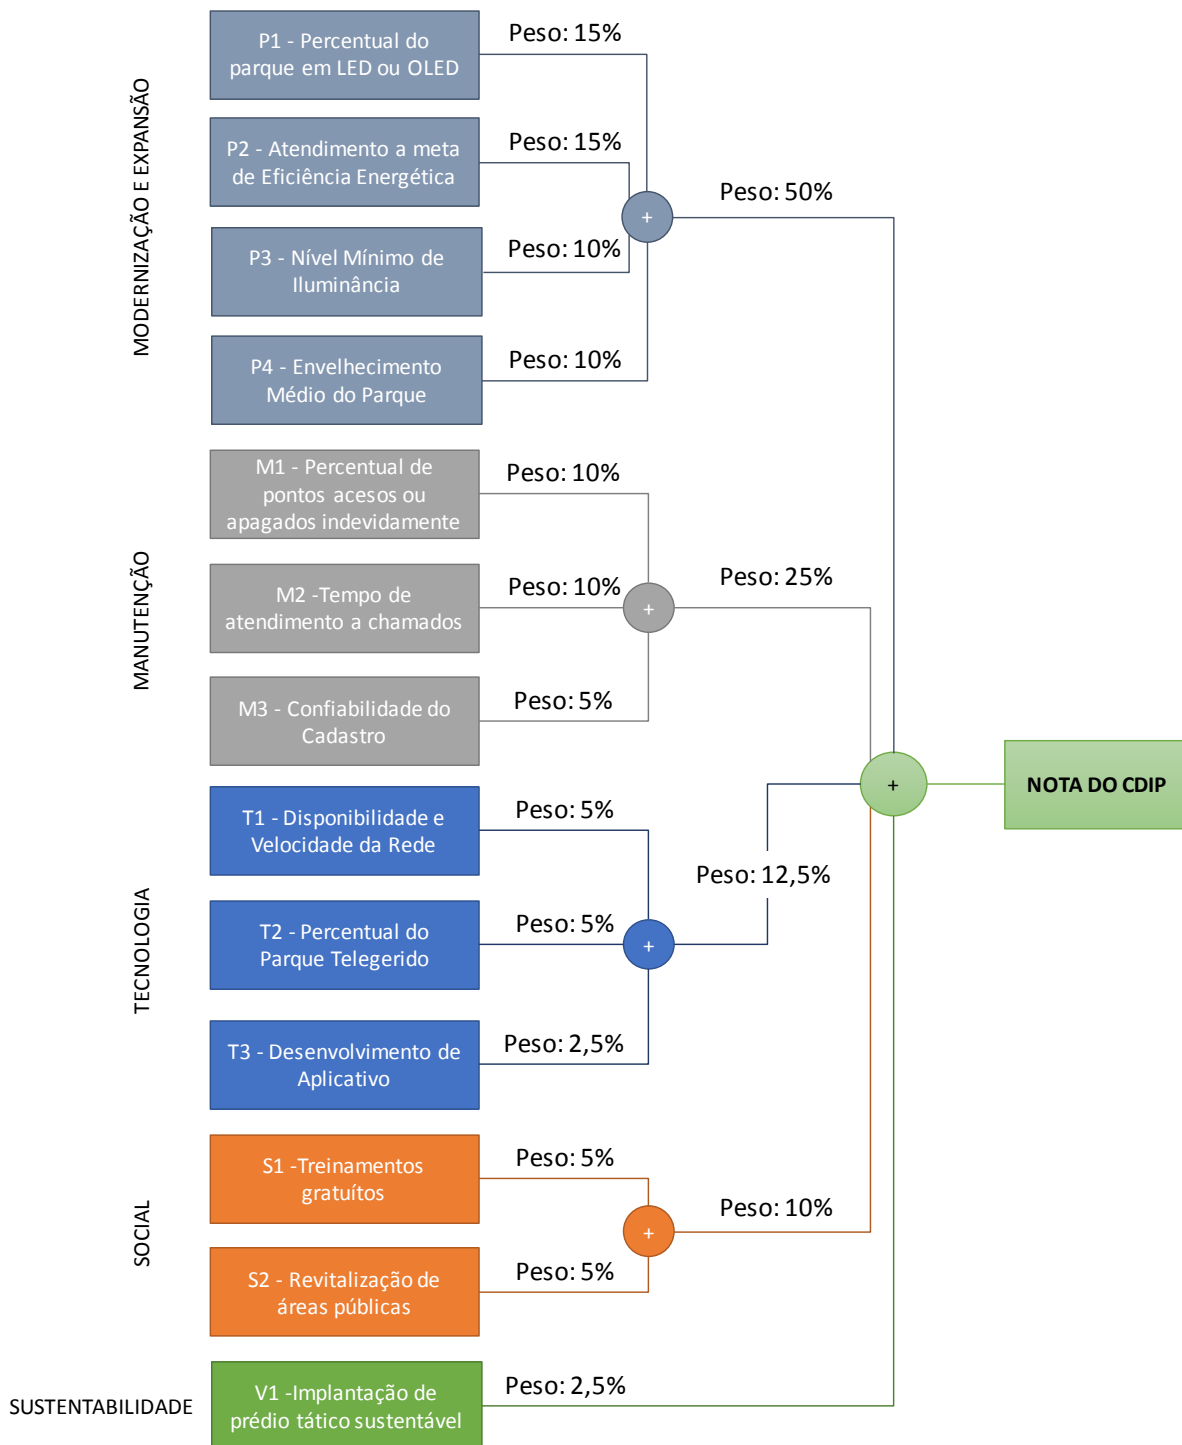 MODERNIZAÇÃO E EXPANSÃO
P1 - Percentual do
parque em LED ou OLED
Peso: 15%
P2 - Atendimento a meta
de Eficiência Energética
Peso: 15%
P3 - Nível Mínimo de
Iluminância
Peso: 10%
P4 - Envelhecimento
Médio do Parque
Peso: 10%
+
Peso: 50%
MANUTENÇÃO
M1 - Percentual de
pontos acesos ou
apagados indevidamente
Peso: 10%
M2 -Tempo de
atendimento a chamados
Peso: 10%
M3 - Confiabilidade do
Cadastro
Peso: 5%
+
Peso: 25%
TECNOLOGIA
T1 - Disponibilidade e
Velocidade da Rede
Peso: 5%
T2 - Percentual do
Parque Telegerido
Peso: 5%
T3 - Desenvolvimento de
Aplicativo
Peso: 2,5%
+
Peso: 12,5%
SOCIAL
S1 -Treinamentos
gratuítos
Peso: 5%
S2 - Revitalização de
áreas públicas
Peso: 5%
+
Peso: 10%
SUSTENTABILIDADE
V1 -Implantação de
prédio tático sustentável
Peso: 2,5%
+
NOTA DO CDIP